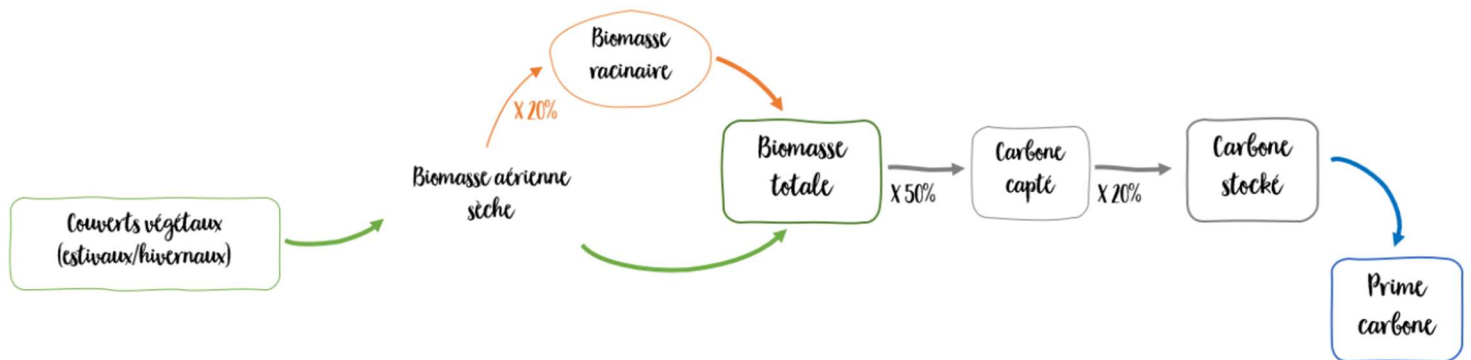 Couverts végétaux
(estivaux/hivernaux)
Biomasse aérienne
sèche
X 20%
Biomasse
racinaire
Biomasse
totale
X 50%
Carbone
capté
X 20%
Carbone
stocké
Prime
carbone